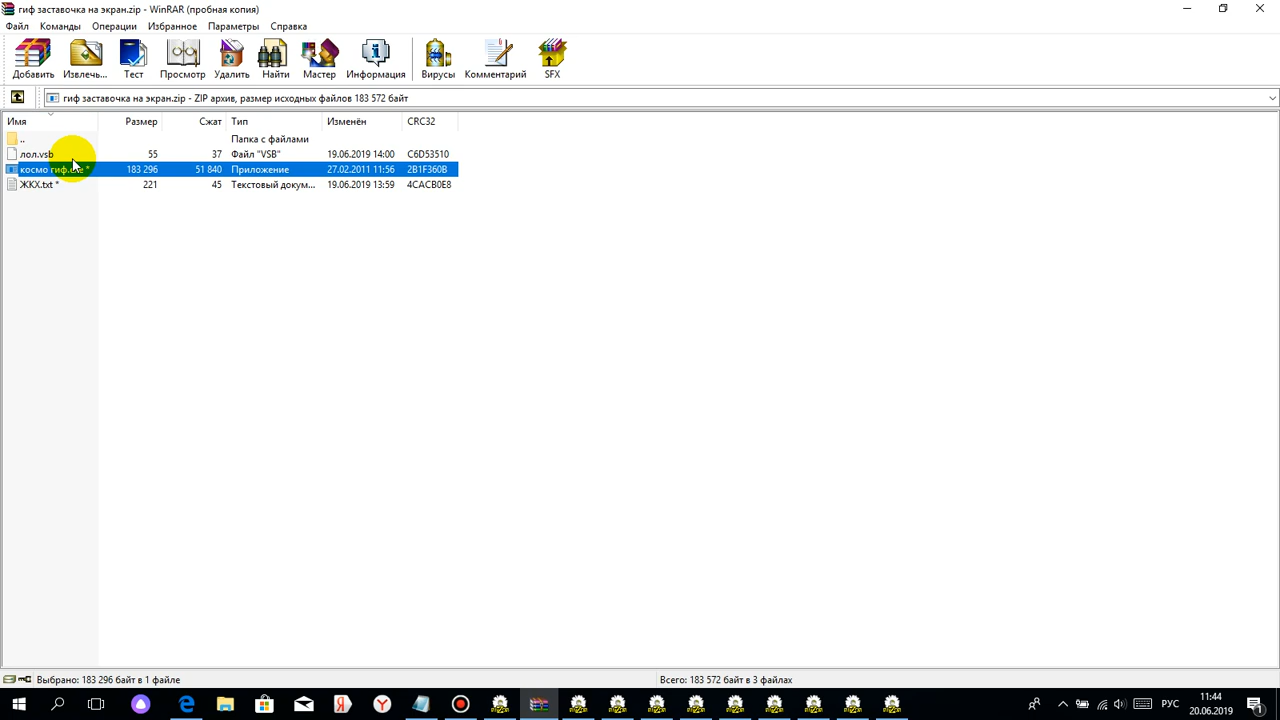 гиф заставочка на экран.zip - WinRAR (пробная копия)
Файл Команды Операции Избранное Параметры Справка
Добавить Извлечь... Тест Просмотр Удалить Найти Мастер Информация Вирусы Комментарий SFX
гиф заставочка на экран.zip - ZIP архив, размер исходных файлов 183 572 байт
Имя Размер Сжат Тип Изменён CRC32
.. Папка с файлами
лол.vsb 55 37 Файл "VSB" 19.06.2019 14:00 C6D53510
космо гиф.exe * 183 296 51 840 Приложение 27.02.2011 11:56 2B1F360B
ЖКХ.txt * 221 45 Текстовый докум... 19.06.2019 13:59 4CACB0E8
Выбрано: 183 296 байт в 1 файле Всего: 183 572 байт в 3 файлах
РУС 11:44
20.06.2019